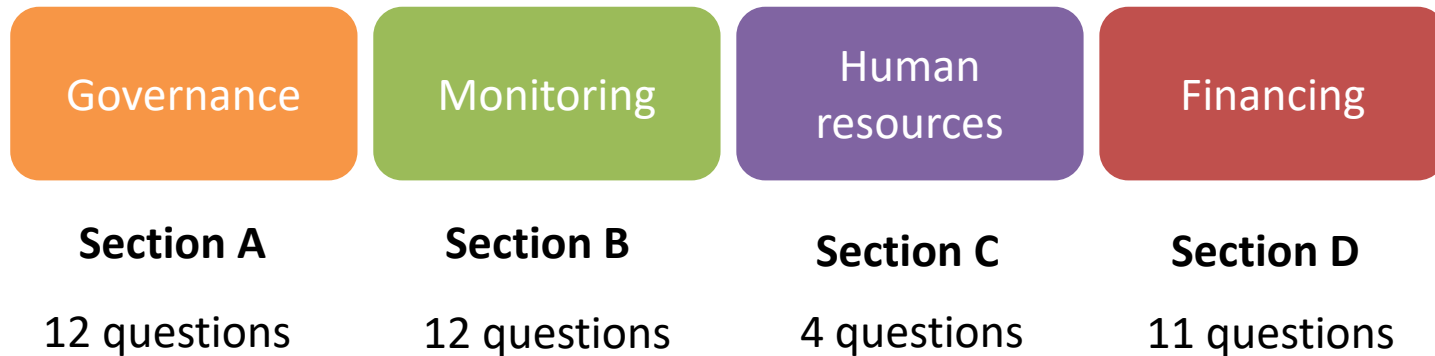 Governance
Monitoring
Human
resources
Financing
Section A
Section B
Section C
Section D
12 questions
12 questions
4 questions
11 questions